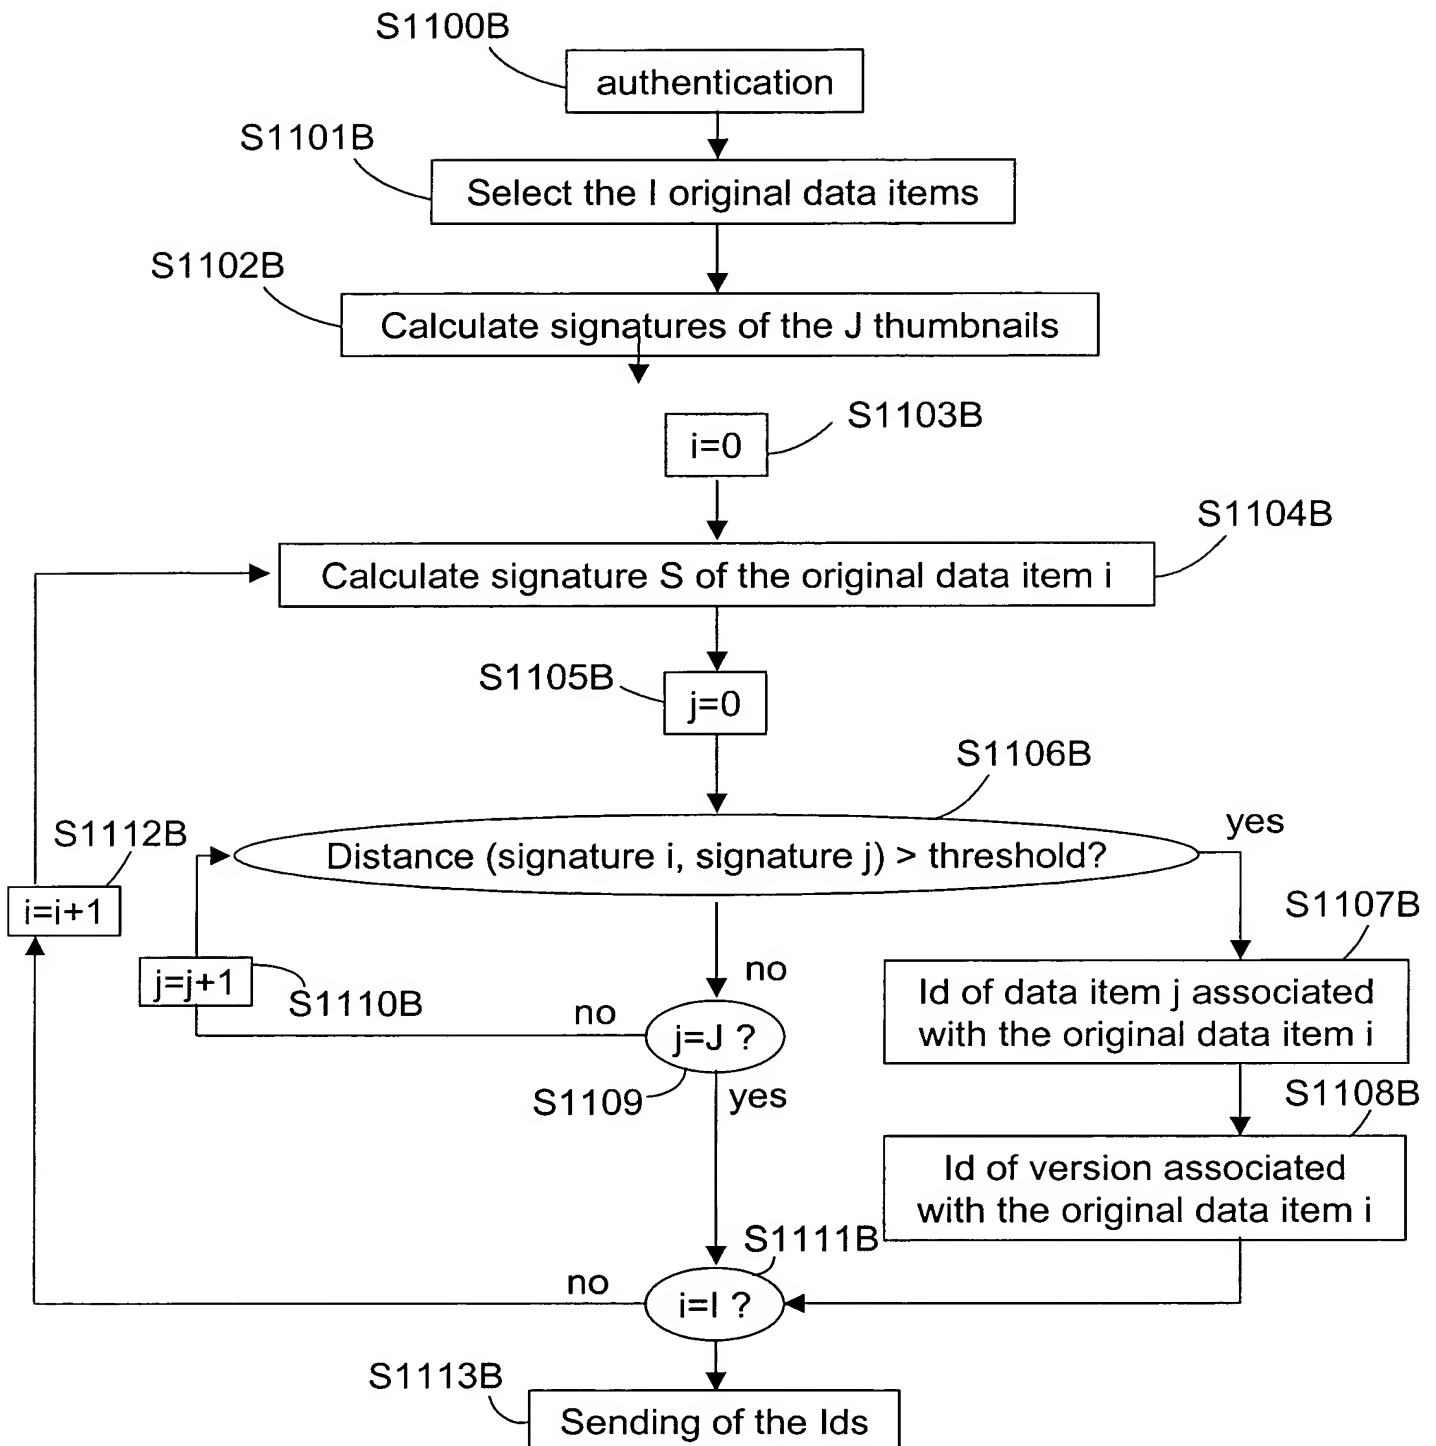 S1100B
authentication
S1101B
Select the I original data items
S1102B
Calculate signatures of the J thumbnails
S1103B
i=0
S1104B
Calculate signature S of the original data item i
S1105B
j=0
S1106B
Distance (signature i, signature j) > threshold?
yes
S1112B
i=i+1
S1107B
Id of data item j associated
with the original data item i
no
j=j+1
S1110B
no
j=J ?
S1109
yes
S1108B
Id of version associated
with the original data item i
S1111B
no
i=I ?
S1113B
Sending of the Ids